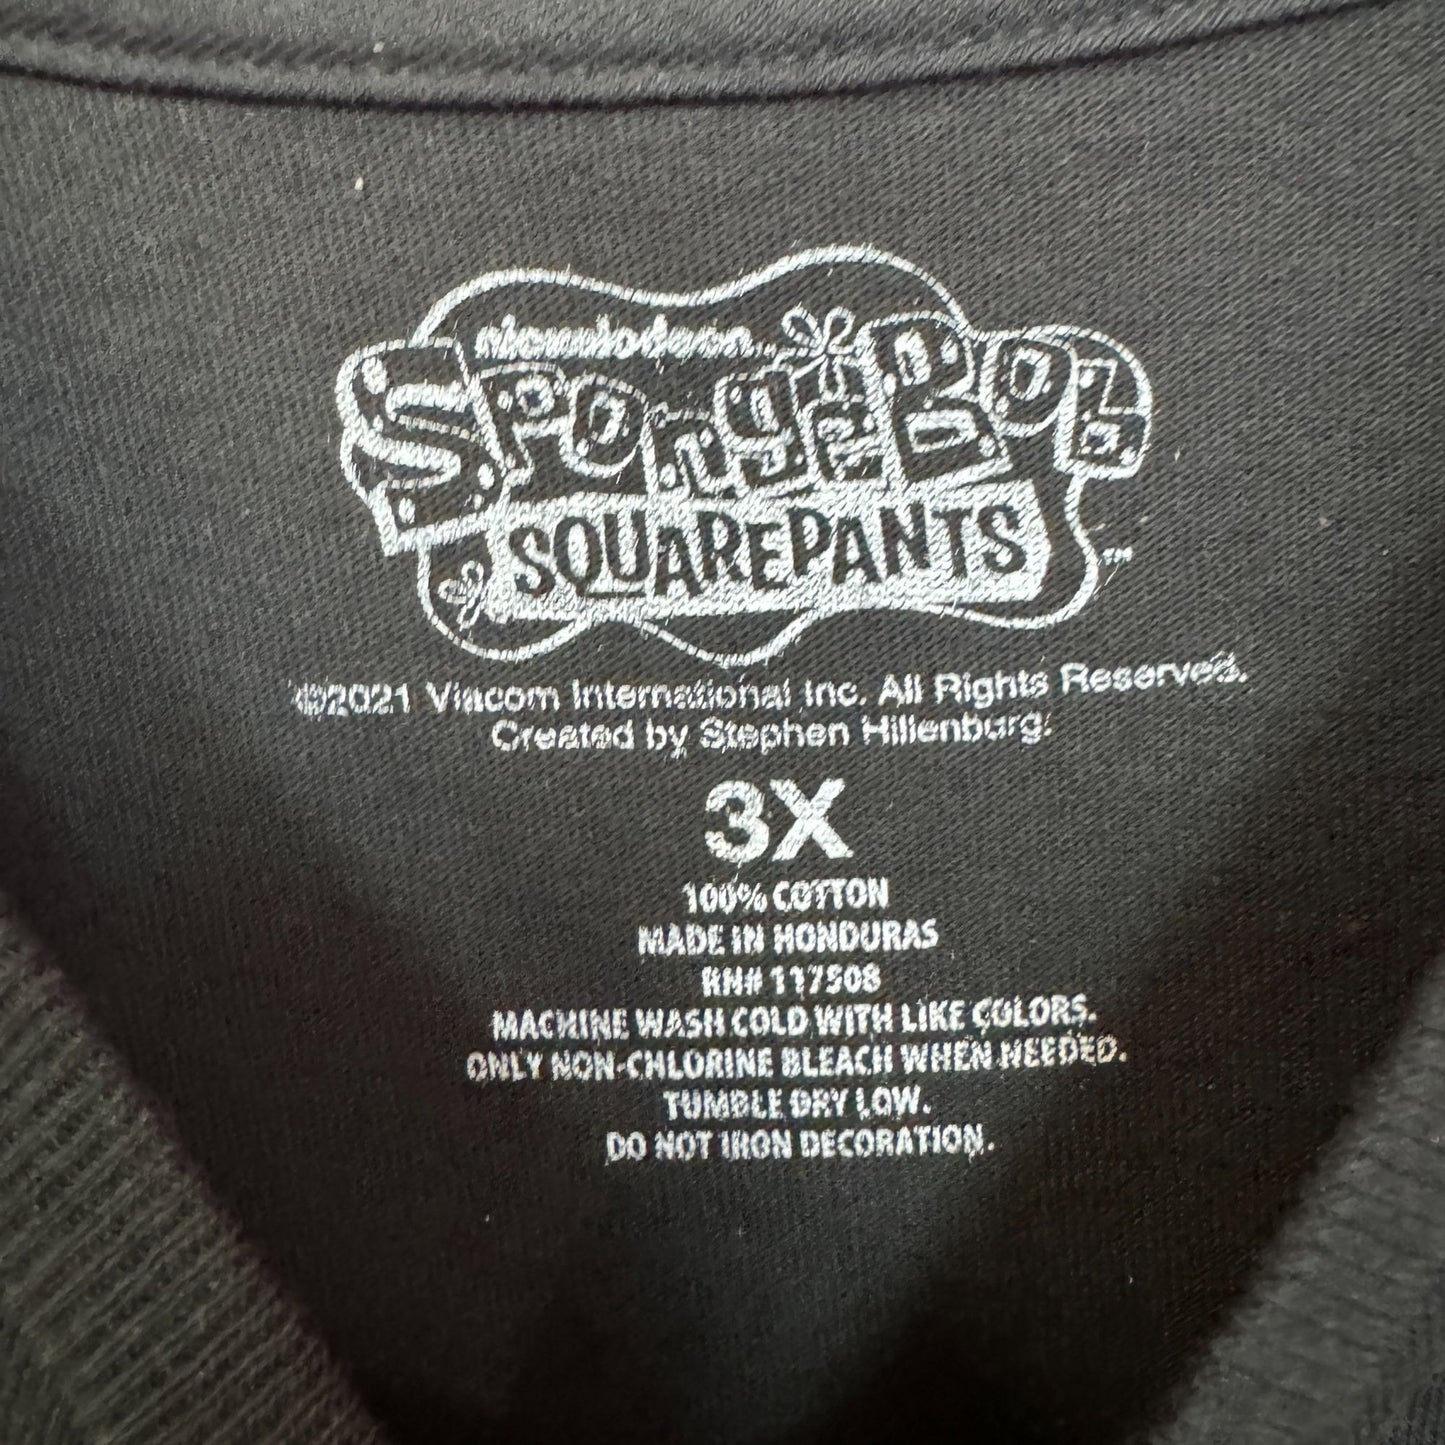 nickelodeon
SPongeBob
SQUAREPANTS
™
©2021 Viacom International Inc. All Rights Reserved.
Created by Stephen Hillenburg.
3X
100% COTTON
MADE IN HONDURAS
RN# 117508
MACHINE WASH COLD WITH LIKE COLORS.
ONLY NON-CHLORINE BLEACH WHEN NEEDED.
TUMBLE DRY LOW.
DO NOT IRON DECORATION.